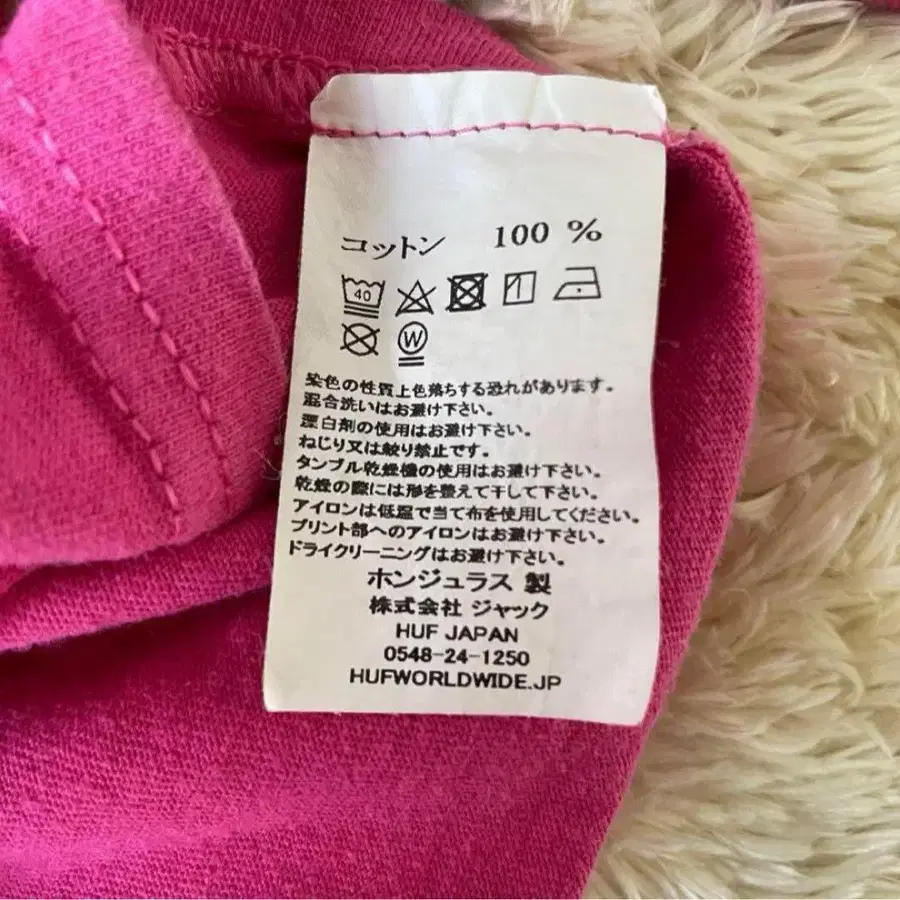 コットン 100 %
40
W
染色の性質上色落ちする恐れがあります。
混合洗いはお避け下さい。
漂白剤の使用はお避け下さい。
ねじり又は絞り禁止です。
タンブル乾燥機の使用はお避け下さい。
乾燥の際には形を整えて干して下さい。
アイロンは低温で当て布を使用してください。
プリント部へのアイロンはお避け下さい。
ドライクリーニングはお避け下さい。
ホンジュラス 製
株式会社 ジャック
HUF JAPAN
0548-24-1250
HUFWORLDWIDE.JP